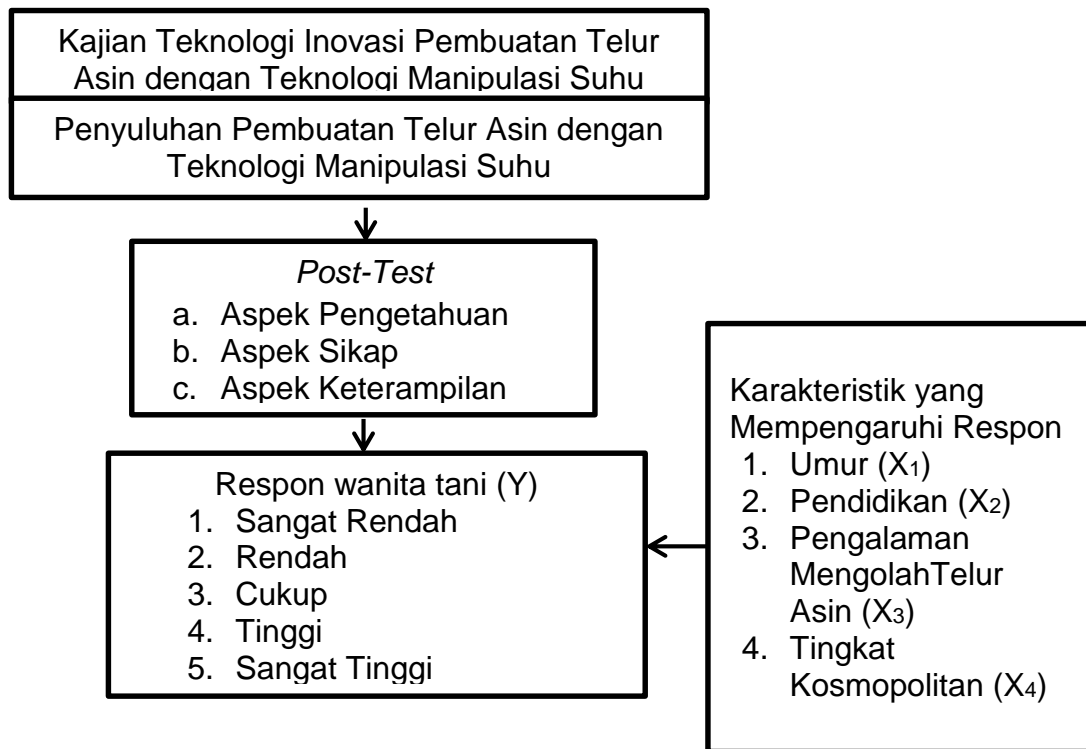 Kajian Teknologi Inovasi Pembuatan Telur
Asin dengan Teknologi Manipulasi Suhu
Penyuluhan Pembuatan Telur Asin dengan
Teknologi Manipulasi Suhu
Post-Test
a. Aspek Pengetahuan
b. Aspek Sikap
c. Aspek Keterampilan
Respon wanita tani (Y)
1. Sangat Rendah
2. Rendah
3. Cukup
4. Tinggi
5. Sangat Tinggi
Karakteristik yang
Mempengaruhi Respon
1. Umur (X₁)
2. Pendidikan (X₂)
3. Pengalaman
MengolahTelur
Asin (X₃)
4. Tingkat
Kosmopolitan (X₄)